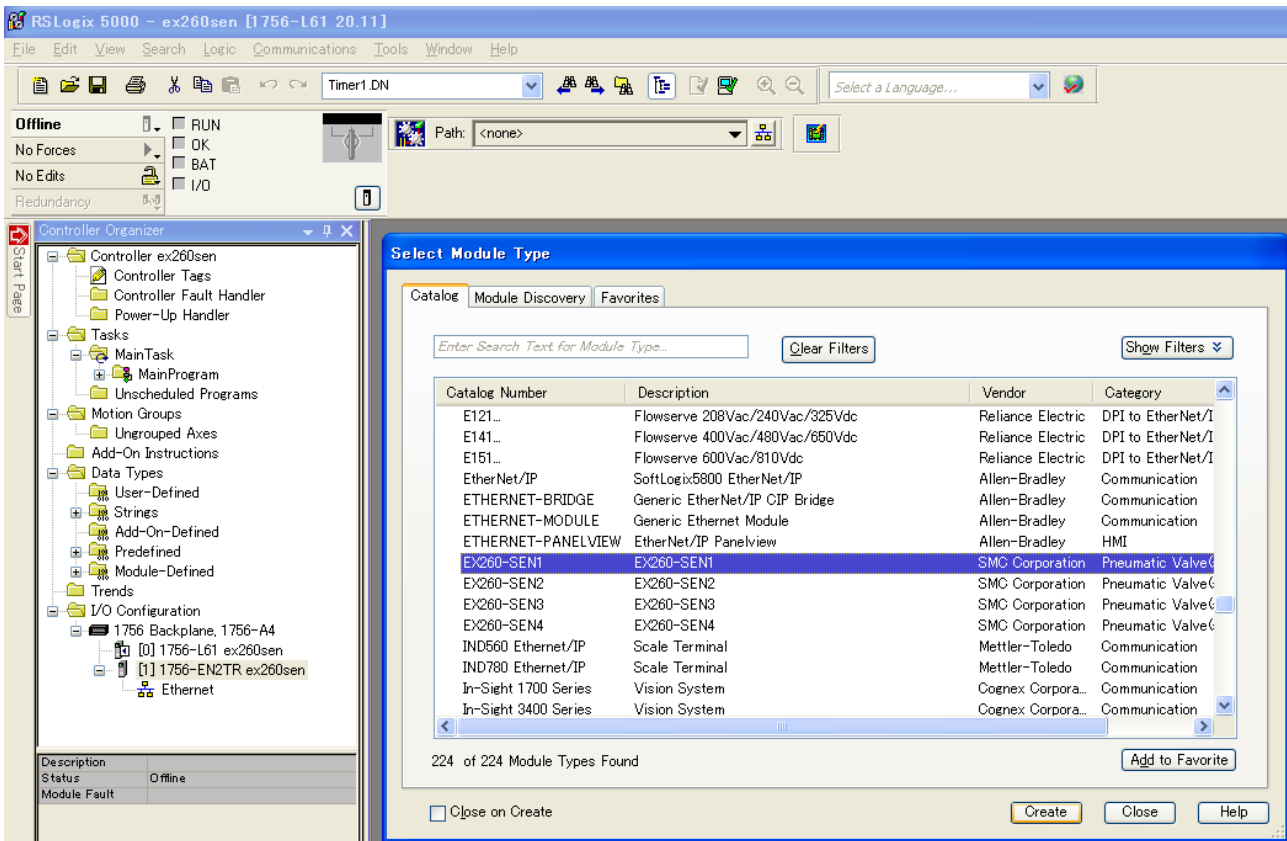 RSLogix 5000 - ex260sen [1756-L61 20.11]
File Edit View Search Logic Communications Tools Window Help
Timer1.DN
Select a Language...
Offline
RUN
No Forces
OK
No Edits
BAT
Redundancy
I/O
Path: <none>
Start Page
Controller Organizer
Controller ex260sen
Controller Tags
Controller Fault Handler
Power-Up Handler
Tasks
MainTask
MainProgram
Unscheduled Programs
Motion Groups
Ungrouped Axes
Add-On Instructions
Data Types
User-Defined
Strings
Add-On-Defined
Predefined
Module-Defined
Trends
I/O Configuration
1756 Backplane, 1756-A4
[0] 1756-L61 ex260sen
[1] 1756-EN2TR ex260sen
Ethernet
Description
Status Offline
Module Fault
Select Module Type
Catalog Module Discovery Favorites
Enter Search Text for Module Type...
Clear Filters
Show Filters
Catalog Number Description Vendor Category
E121... Flowserve 208Vac/240Vac/325Vdc Reliance Electric DPI to EtherNet/I
E141... Flowserve 400Vac/480Vac/650Vdc Reliance Electric DPI to EtherNet/I
E151... Flowserve 600Vac/810Vdc Reliance Electric DPI to EtherNet/I
EtherNet/IP SoftLogix5800 EtherNet/IP Allen-Bradley Communication
ETHERNET-BRIDGE Generic EtherNet/IP CIP Bridge Allen-Bradley Communication
ETHERNET-MODULE Generic Ethernet Module Allen-Bradley Communication
ETHERNET-PANELVIEW EtherNet/IP Panelview Allen-Bradley HMI
EX260-SEN1 EX260-SEN1 SMC Corporation Pneumatic Valve(
EX260-SEN2 EX260-SEN2 SMC Corporation Pneumatic Valve(
EX260-SEN3 EX260-SEN3 SMC Corporation Pneumatic Valve(
EX260-SEN4 EX260-SEN4 SMC Corporation Pneumatic Valve(
IND560 Ethernet/IP Scale Terminal Mettler-Toledo Communication
IND780 Ethernet/IP Scale Terminal Mettler-Toledo Communication
In-Sight 1700 Series Vision System Cognex Corpora... Communication
In-Sight 3400 Series Vision System Cognex Corpora... Communication
224 of 224 Module Types Found
Add to Favorite
Close on Create
Create
Close
Help